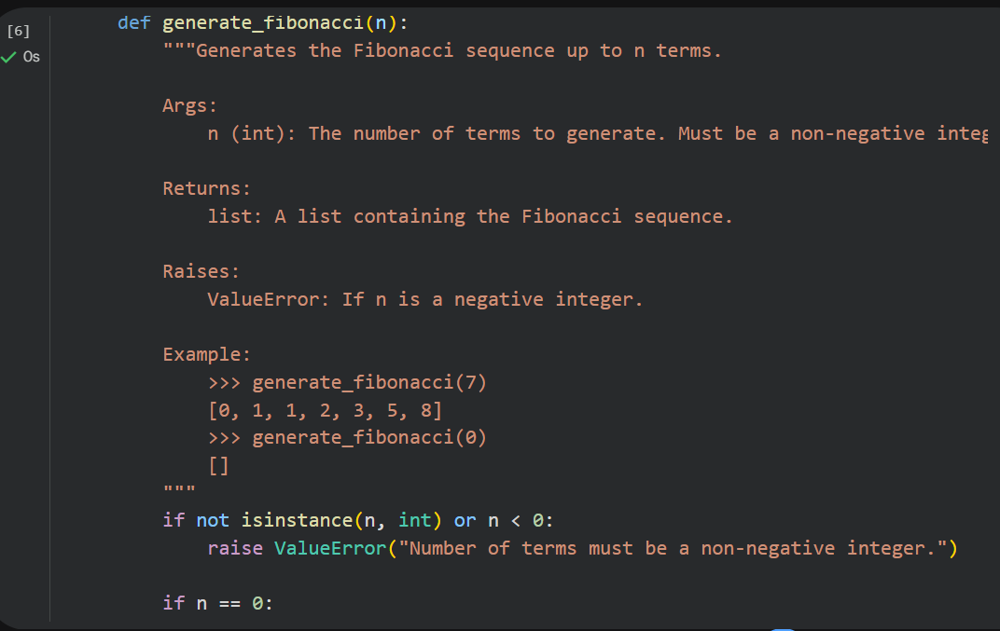 [6]
0s
def generate_fibonacci(n):
"""Generates the Fibonacci sequence up to n terms.
Args:
n (int): The number of terms to generate. Must be a non-negative integ
Returns:
list: A list containing the Fibonacci sequence.
Raises:
ValueError: If n is a negative integer.
Example:
>>> generate_fibonacci(7)
[0, 1, 1, 2, 3, 5, 8]
>>> generate_fibonacci(0)
[]
"""
if not isinstance(n, int) or n < 0:
raise ValueError("Number of terms must be a non-negative integer.")
if n == 0: